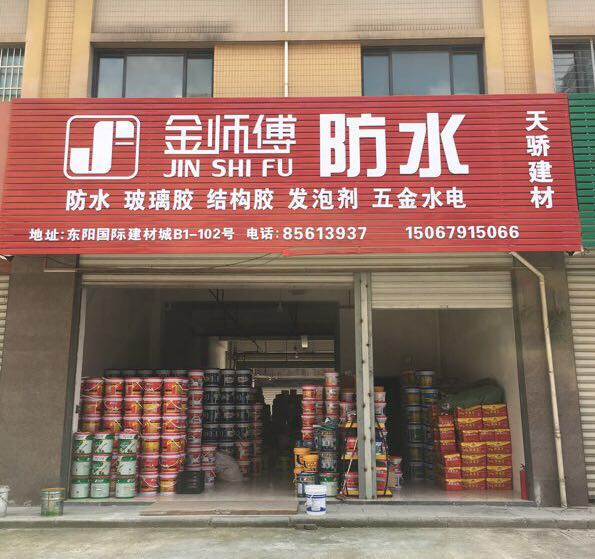 金师傅 防水
JIN SHI FU
天骄建材
防水 玻璃胶 结构胶 发泡剂 五金水电
地址:东阳国际建材城B1-102号 电话:85613937 15067915066